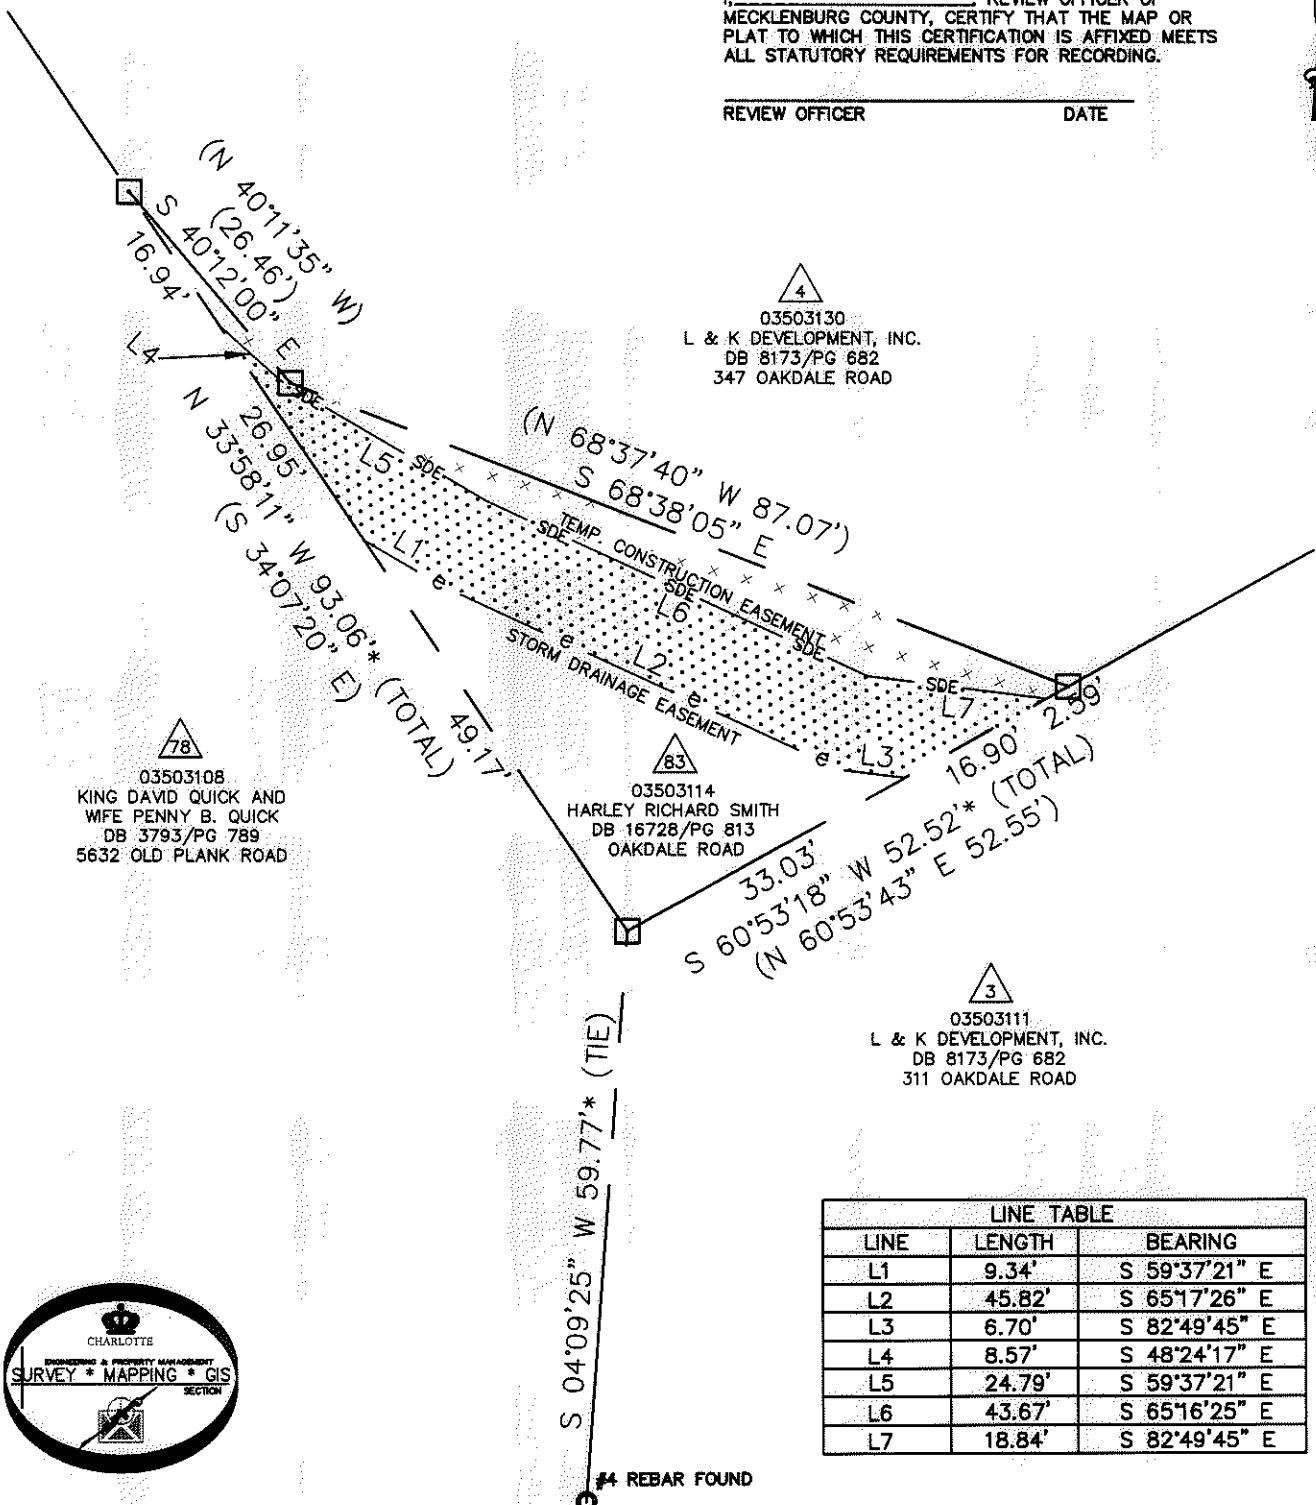 REVIEW OFFICER OF
MECKLENBURG COUNTY, CERTIFY THAT THE MAP OR
PLAT TO WHICH THIS CERTIFICATION IS AFFIXED MEETS
ALL STATUTORY REQUIREMENTS FOR RECORDING.
REVIEW OFFICER DATE
(N 40°11'35" W)
(26.46')
S 40°12'00" E
16.94'
L4
4
03503130
L & K DEVELOPMENT, INC.
DB 8173/PG 682
347 OAKDALE ROAD
(N 68°37'40" W 87.07')
S 68°38'05" E
26.95'
N 33°58'11" W 93.06'* (TOTAL)
(S 34°07'20" E)
49.17'
SDE
L5
SDE
SDE
TEMP CONSTRUCTION EASEMENT
SDE
L6
SDE
SDE
L7
L1
e
e
L2
e
e
L3
STORM DRAINAGE EASEMENT
2.59'
16.90'
33.03'
S 60°53'18" W 52.52'* (TOTAL)
(N 60°53'43" E 52.55')
78
03503108
KING DAVID QUICK AND
WIFE PENNY B. QUICK
DB 3793/PG 789
5632 OLD PLANK ROAD
83
03503114
HARLEY RICHARD SMITH
DB 16728/PG 813
OAKDALE ROAD
3
03503111
L & K DEVELOPMENT, INC.
DB 8173/PG 682
311 OAKDALE ROAD
S 04°09'25" W 59.77'* (TIE)
#4 REBAR FOUND
LINE TABLE
LINE LENGTH BEARING
L1 9.34' S 59°37'21" E
L2 45.82' S 65°17'26" E
L3 6.70' S 82°49'45" E
L4 8.57' S 48°24'17" E
L5 24.79' S 59°37'21" E
L6 43.67' S 65°16'25" E
L7 18.84' S 82°49'45" E
CHARLOTTE
ENGINEERING & PROPERTY MANAGEMENT
SURVEY * MAPPING * GIS
SECTION